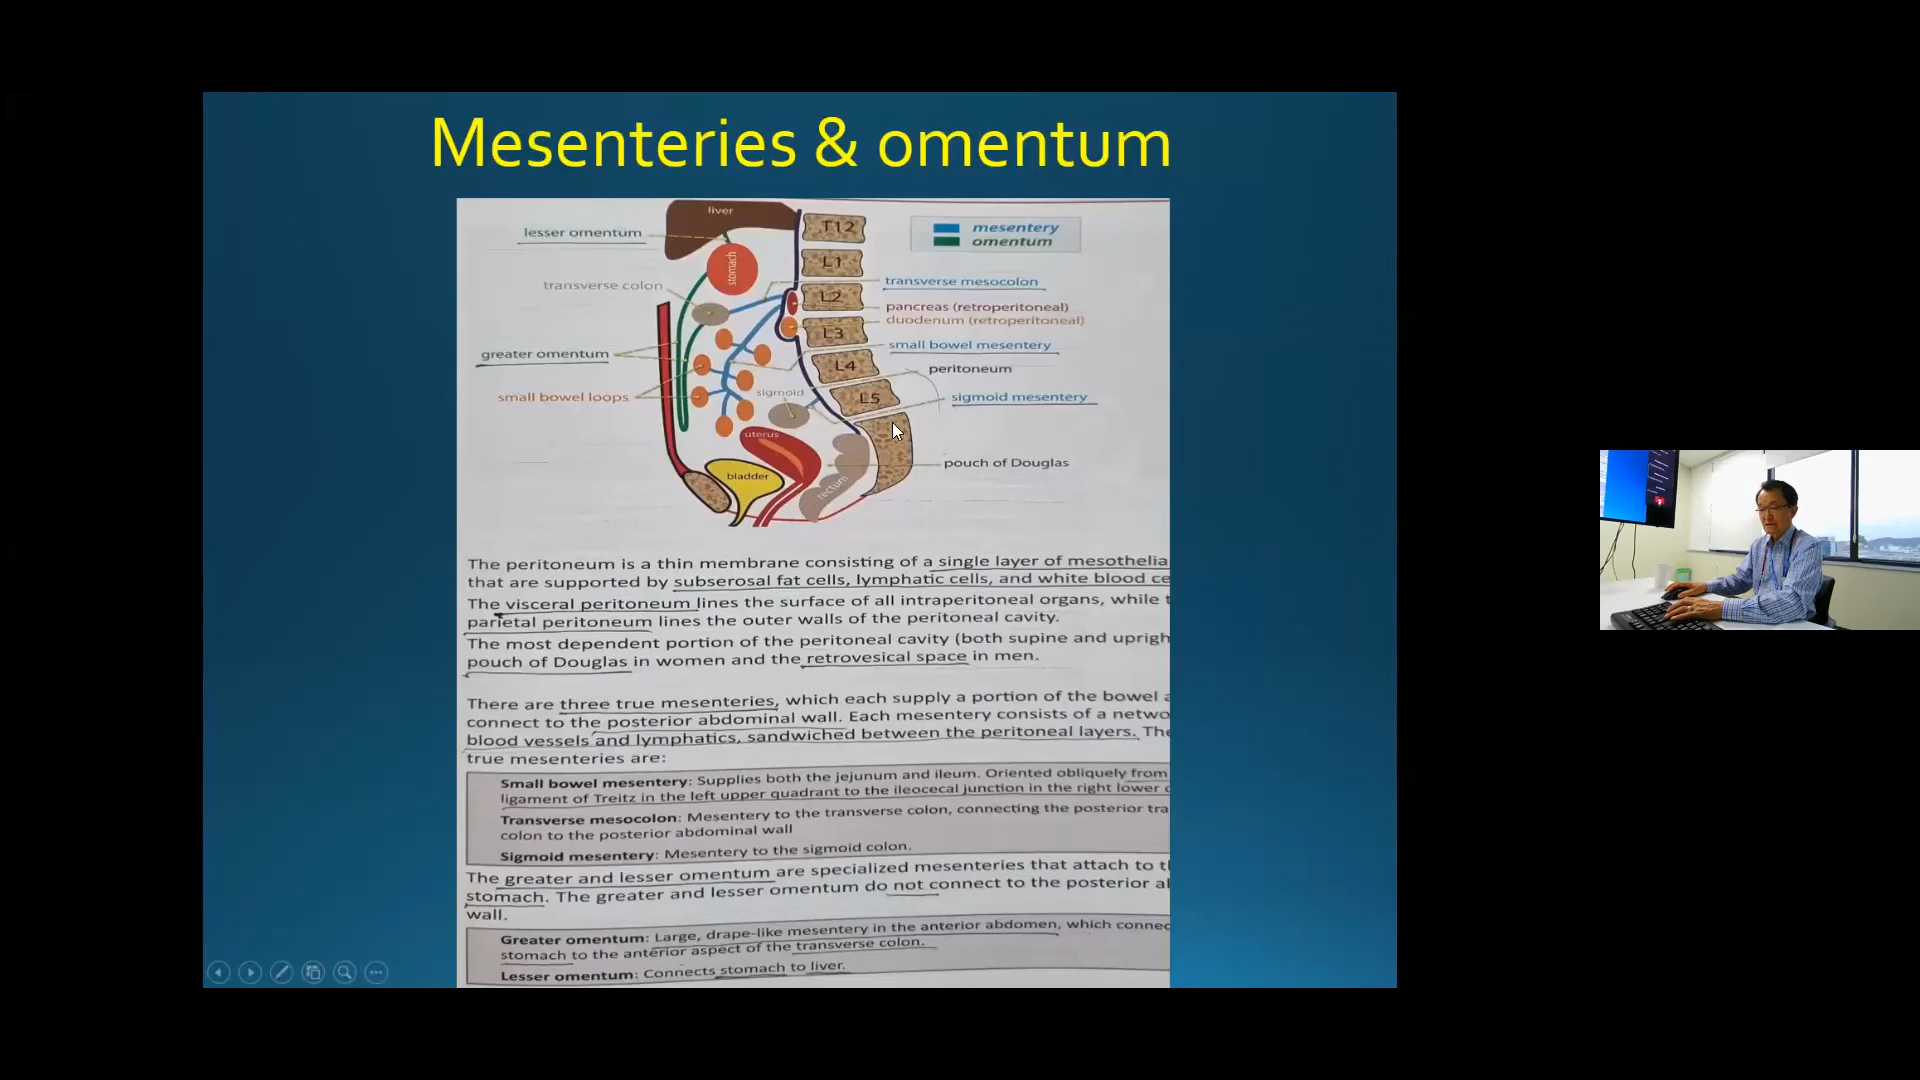 Mesenteries & omentum
liver
lesser omentum
T12
mesentery
omentum
stomach
L1
transverse colon
transverse mesocolon
L2
pancreas (retroperitoneal)
duodenum (retroperitoneal)
L3
greater omentum
small bowel mesentery
L4
peritoneum
small bowel loops
sigmoid
L5
sigmoid mesentery
uterus
pouch of Douglas
bladder
rectum
The peritoneum is a thin membrane consisting of a single layer of mesothelia
that are supported by subserosal fat cells, lymphatic cells, and white blood ce
The visceral peritoneum lines the surface of all intraperitoneal organs, while t
parietal peritoneum lines the outer walls of the peritoneal cavity.
The most dependent portion of the peritoneal cavity (both supine and uprigh
pouch of Douglas in women and the retrovesical space in men.
There are three true mesenteries, which each supply a portion of the bowel a
connect to the posterior abdominal wall. Each mesentery consists of a netwo
blood vessels and lymphatics, sandwiched between the peritoneal layers. The
true mesenteries are:
Small bowel mesentery: Supplies both the jejunum and ileum. Oriented obliquely from
ligament of Treitz in the left upper quadrant to the ileocecal junction in the right lower
Transverse mesocolon: Mesentery to the transverse colon, connecting the posterior tra
colon to the posterior abdominal wall
Sigmoid mesentery: Mesentery to the sigmoid colon.
The greater and lesser omentum are specialized mesenteries that attach to t
stomach. The greater and lesser omentum do not connect to the posterior a
wall.
Greater omentum: Large, drape-like mesentery in the anterior abdomen, which connec
stomach to the anterior aspect of the transverse colon.
Lesser omentum: Connects stomach to liver.